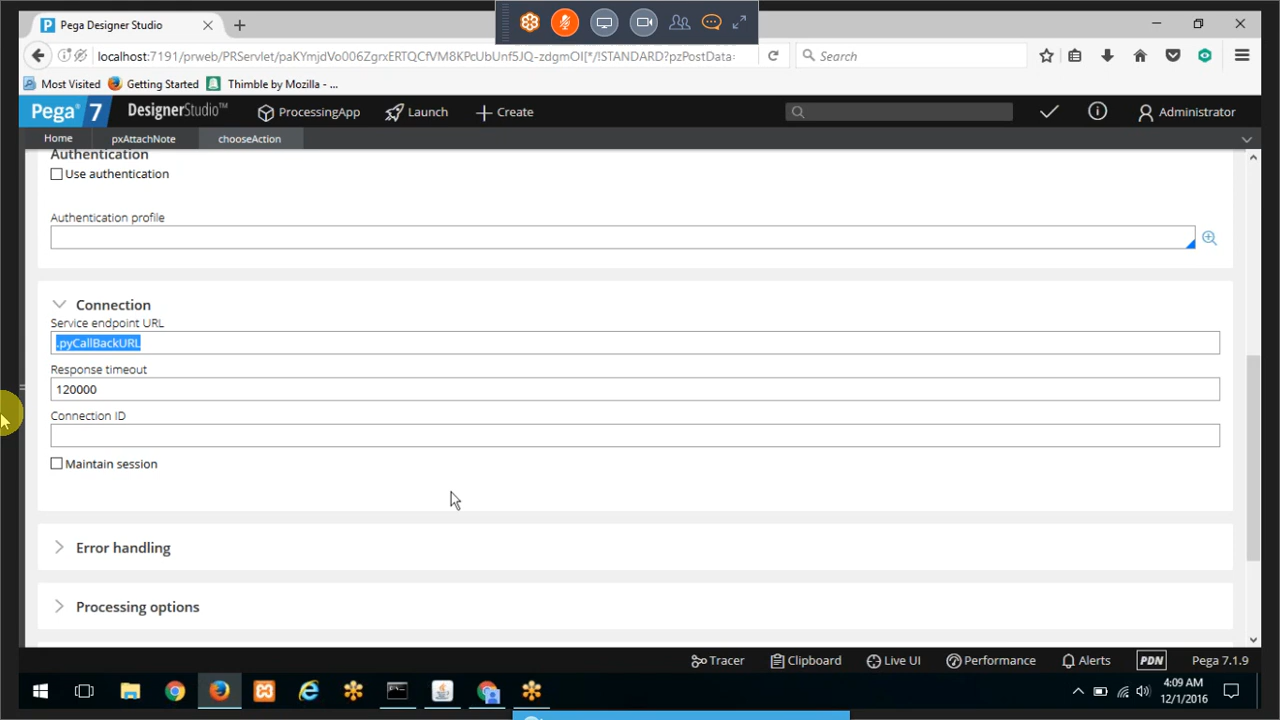 Pega Designer Studio
localhost:7191/prweb/PRServlet/paKYmjdVo006ZgrxERTQCfVM8KPcUbUnf5JQ-zdgmOI[*/!STANDARD?pzPostData:
Search
Most Visited
Getting Started
Thimble by Mozilla - ...
Pega 7
DesignerStudio™
ProcessingApp
Launch
Create
Administrator
Home
pxAttachNote
chooseAction
Authentication
Use authentication
Authentication profile
Connection
Service endpoint URL
.pyCallBackURL
Response timeout
120000
Connection ID
Maintain session
Error handling
Processing options
Tracer
Clipboard
Live UI
Performance
Alerts
PDN
Pega 7.1.9
4:09 AM
12/1/2016